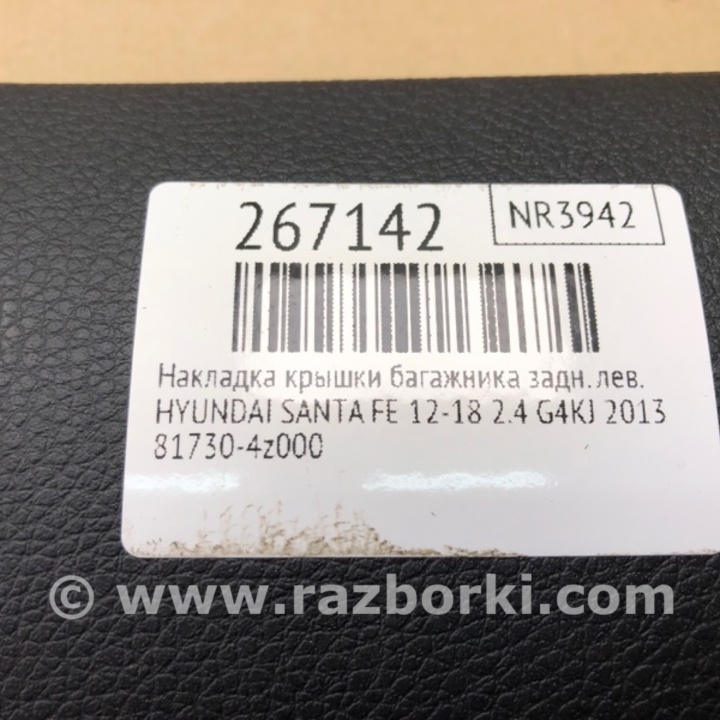 267142
NR3942
Накладка крышки багажника задн.лев.
HYUNDAI SANTA FE 12-18 2.4 G4KJ 2013
81730-4z000
© www.razborki.com